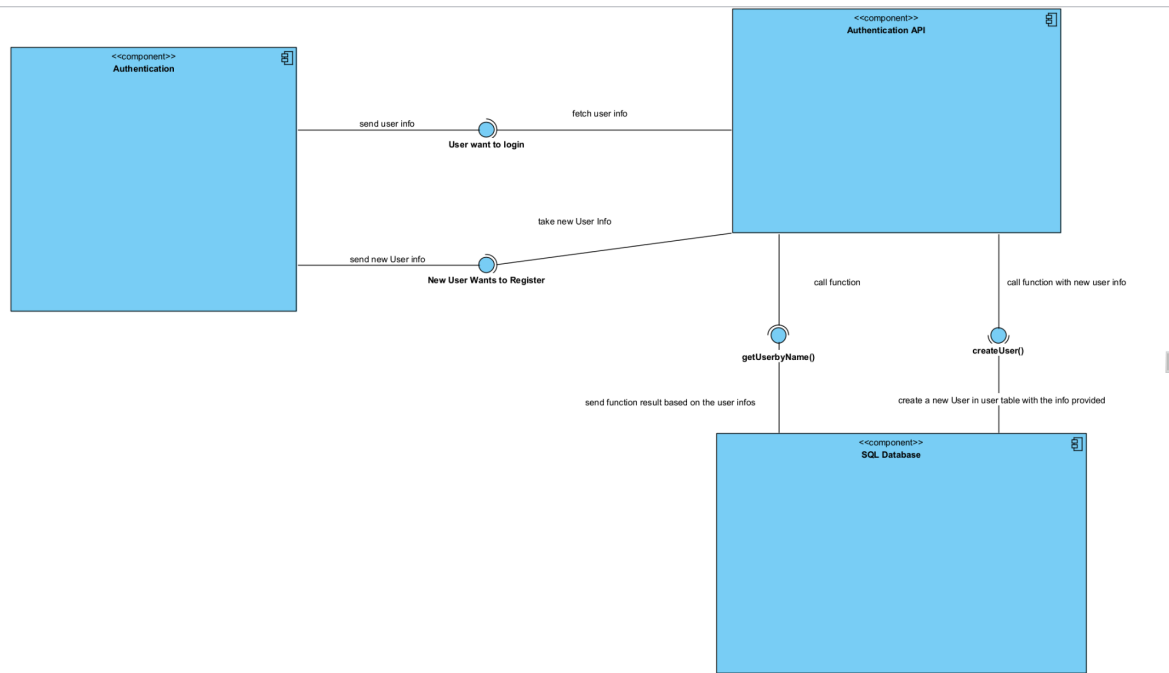 <<component>>
Authentication
<<component>>
Authentication API
send user info
fetch user info
User want to login
take new User Info
send new User info
New User Wants to Register
call function
call function with new user info
getUserbyName()
createUser()
send function result based on the user infos
create a new User in user table with the info provided
<<component>>
SQL Database